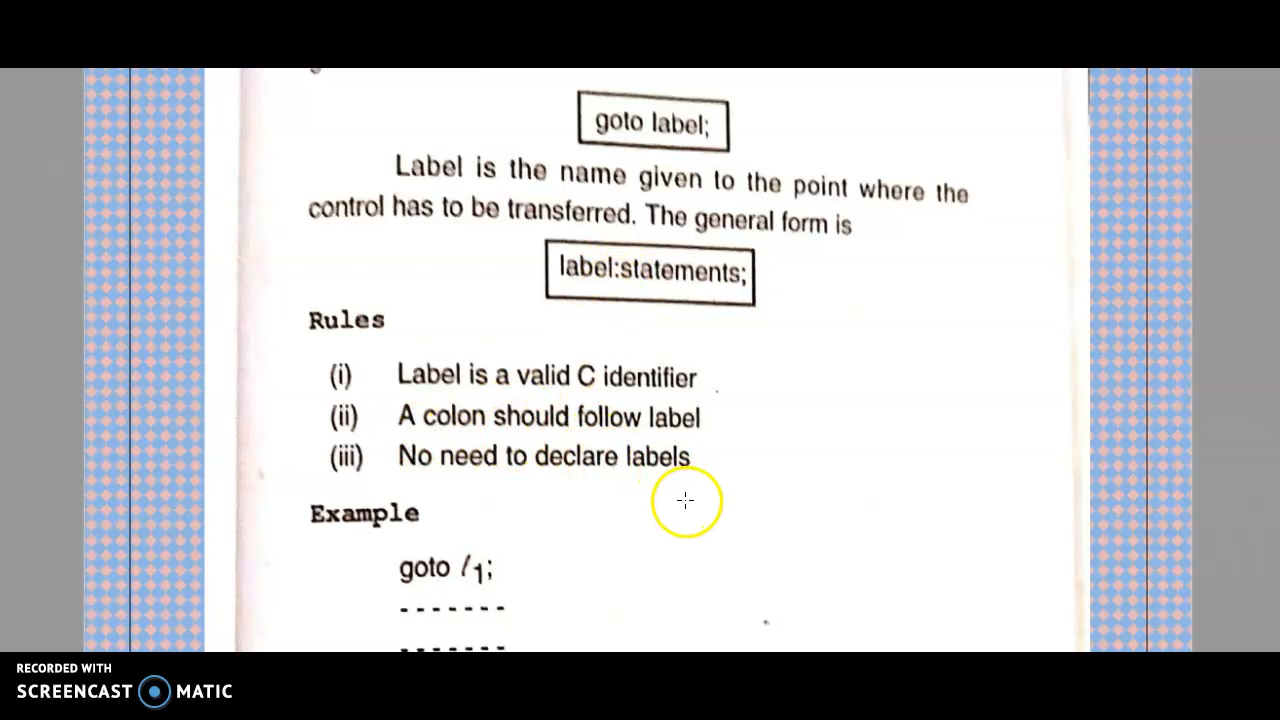 goto label;
Label is the name given to the point where the
control has to be transferred. The general form is
label:statements;
Rules
(i) Label is a valid C identifier
(ii) A colon should follow label
(iii) No need to declare labels
Example
goto l1;
- - - - - - -
- - - - - - -
RECORDED WITH
SCREENCAST MATIC